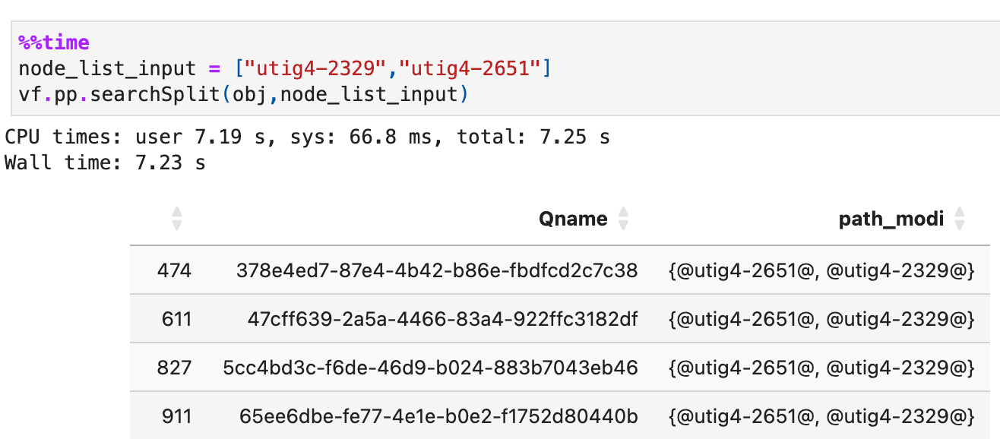 %%time
node_list_input = ["utig4-2329","utig4-2651"]
vf.pp.searchSplit(obj,node_list_input)
CPU times: user 7.19 s, sys: 66.8 ms, total: 7.25 s
Wall time: 7.23 s
Qname path_modi
474 378e4ed7-87e4-4b42-b86e-fbdfcd2c7c38 {@utig4-2651@, @utig4-2329@}
611 47cff639-2a5a-4466-83a4-922ffc3182df {@utig4-2651@, @utig4-2329@}
827 5cc4bd3c-f6de-46d9-b024-883b7043eb46 {@utig4-2651@, @utig4-2329@}
911 65ee6dbe-fe77-4e1e-b0e2-f1752d80440b {@utig4-2651@, @utig4-2329@}